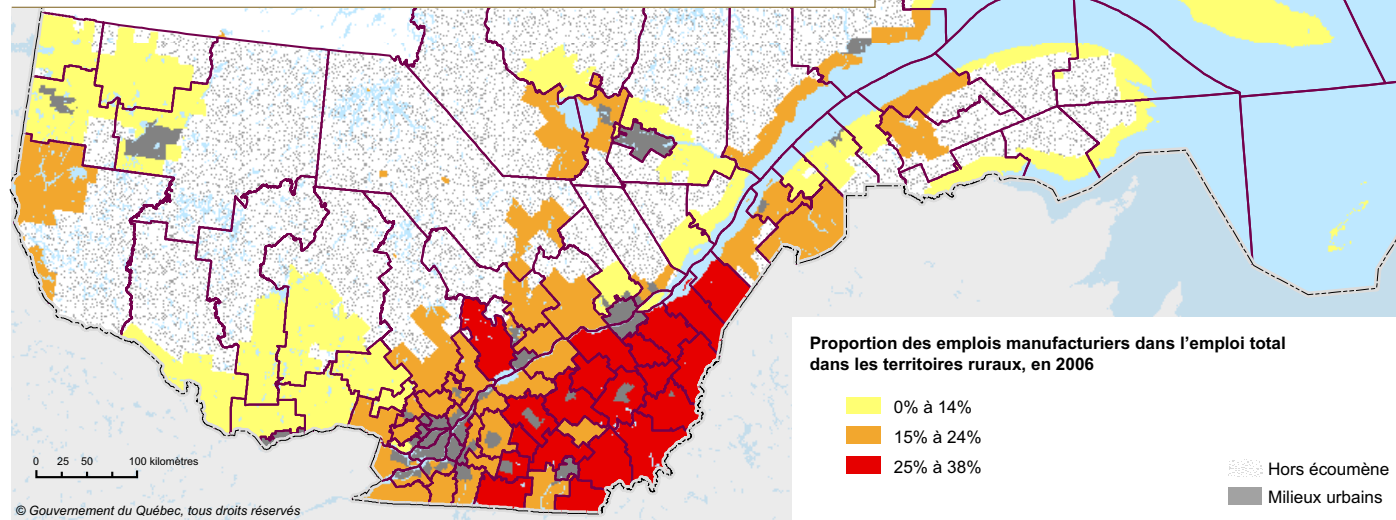 Proportion des emplois manufacturiers dans l'emploi total
dans les territoires ruraux, en 2006
0% à 14%
15% à 24%
25% à 38%
Hors écoumène
Milieux urbains
0 25 50 100 kilomètres
© Gouvernement du Québec, tous droits réservés